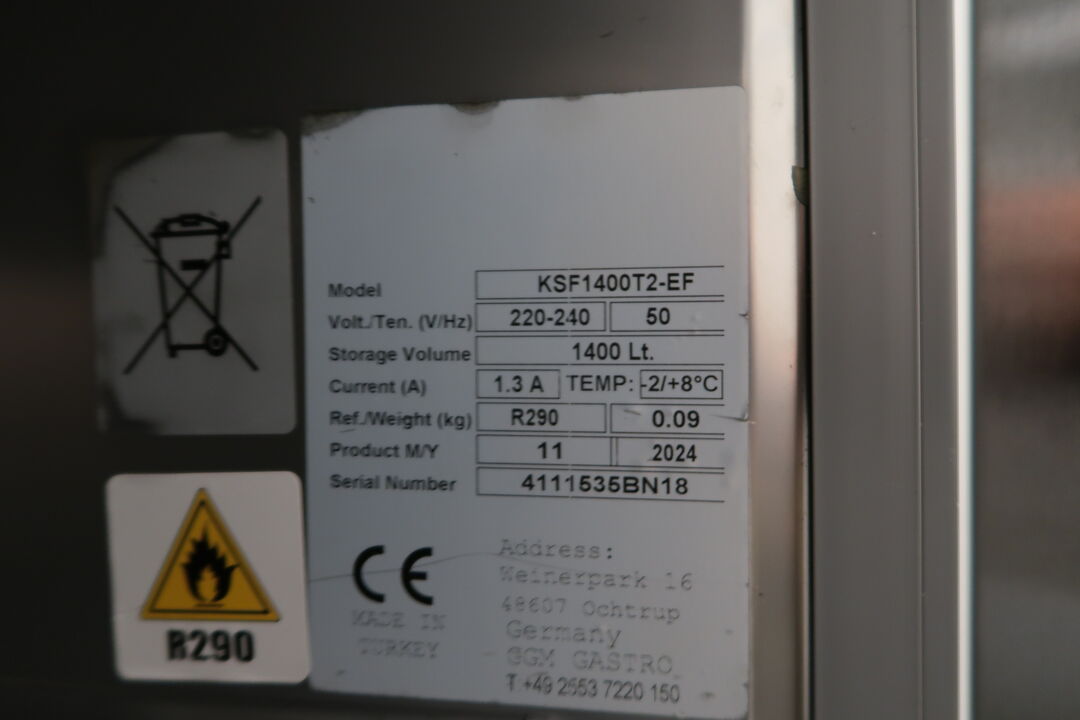 Model KSF1400T2-EF
Volt./Ten. (V/Hz) 220-240 50
Storage Volume 1400 Lt.
Current (A) 1.3 A TEMP: -2/+8°C
Ref./Weight (kg) R290 0.09
Product M/Y 11 2024
Serial Number 4111535BN18
CE
MADE IN
TURKEY
Address:
Weinerpark 16
48607 Ochtrup
Germany
GGM GASTRO
T +49 2553 7220 150
R290